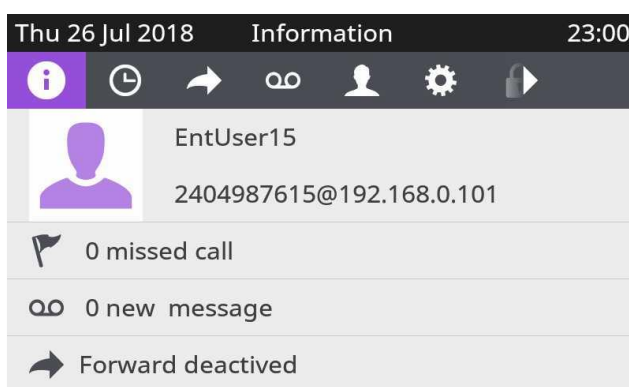 Thu 26 Jul 2018 Information 23:00
EntUser15
2404987615@192.168.0.101
0 missed call
0 new message
Forward deactived